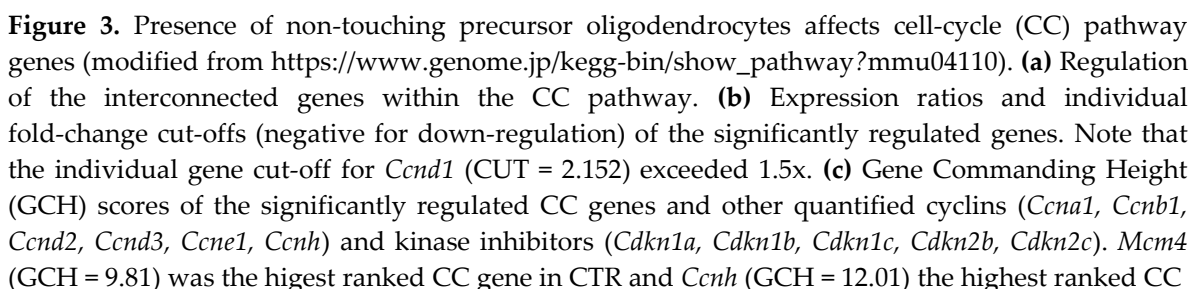 Figure 3. Presence of non-touching precursor oligodendrocytes affects cell-cycle (CC) pathway
genes (modified from https://www.genome.jp/kegg-bin/show_pathway?mmu04110). (a) Regulation
of the interconnected genes within the CC pathway. (b) Expression ratios and individual
fold-change cut-offs (negative for down-regulation) of the significantly regulated genes. Note that
the individual gene cut-off for Ccnd1 (CUT = 2.152) exceeded 1.5x. (c) Gene Commanding Height
(GCH) scores of the significantly regulated CC genes and other quantified cyclins (Ccna1, Ccnb1,
Ccnd2, Ccnd3, Ccne1, Ccnh) and kinase inhibitors (Cdkn1a, Cdkn1b, Cdkn1c, Cdkn2b, Cdkn2c). Mcm4
(GCH = 9.81) was the higest ranked CC gene in CTR and Ccnh (GCH = 12.01) the highest ranked CC